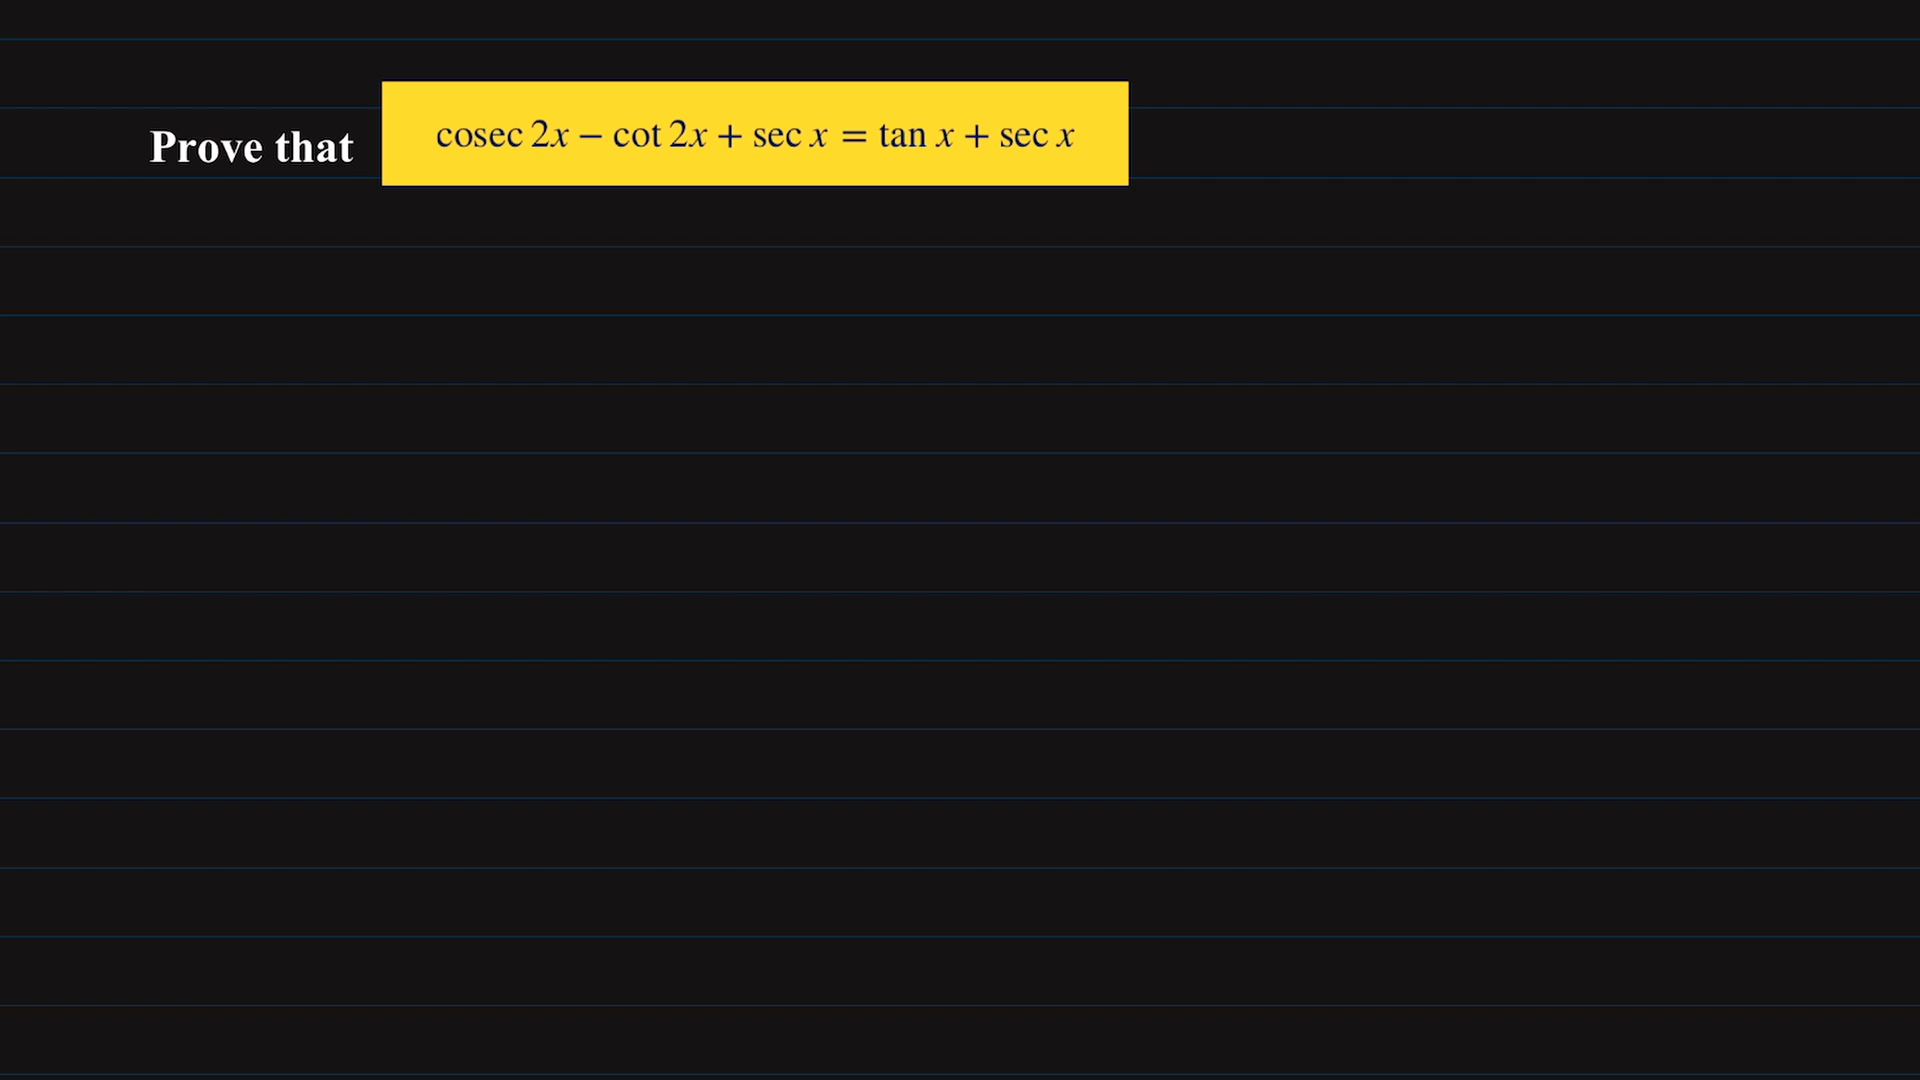 Prove that cosec 2x − cot 2x + sec x = tan x + sec x